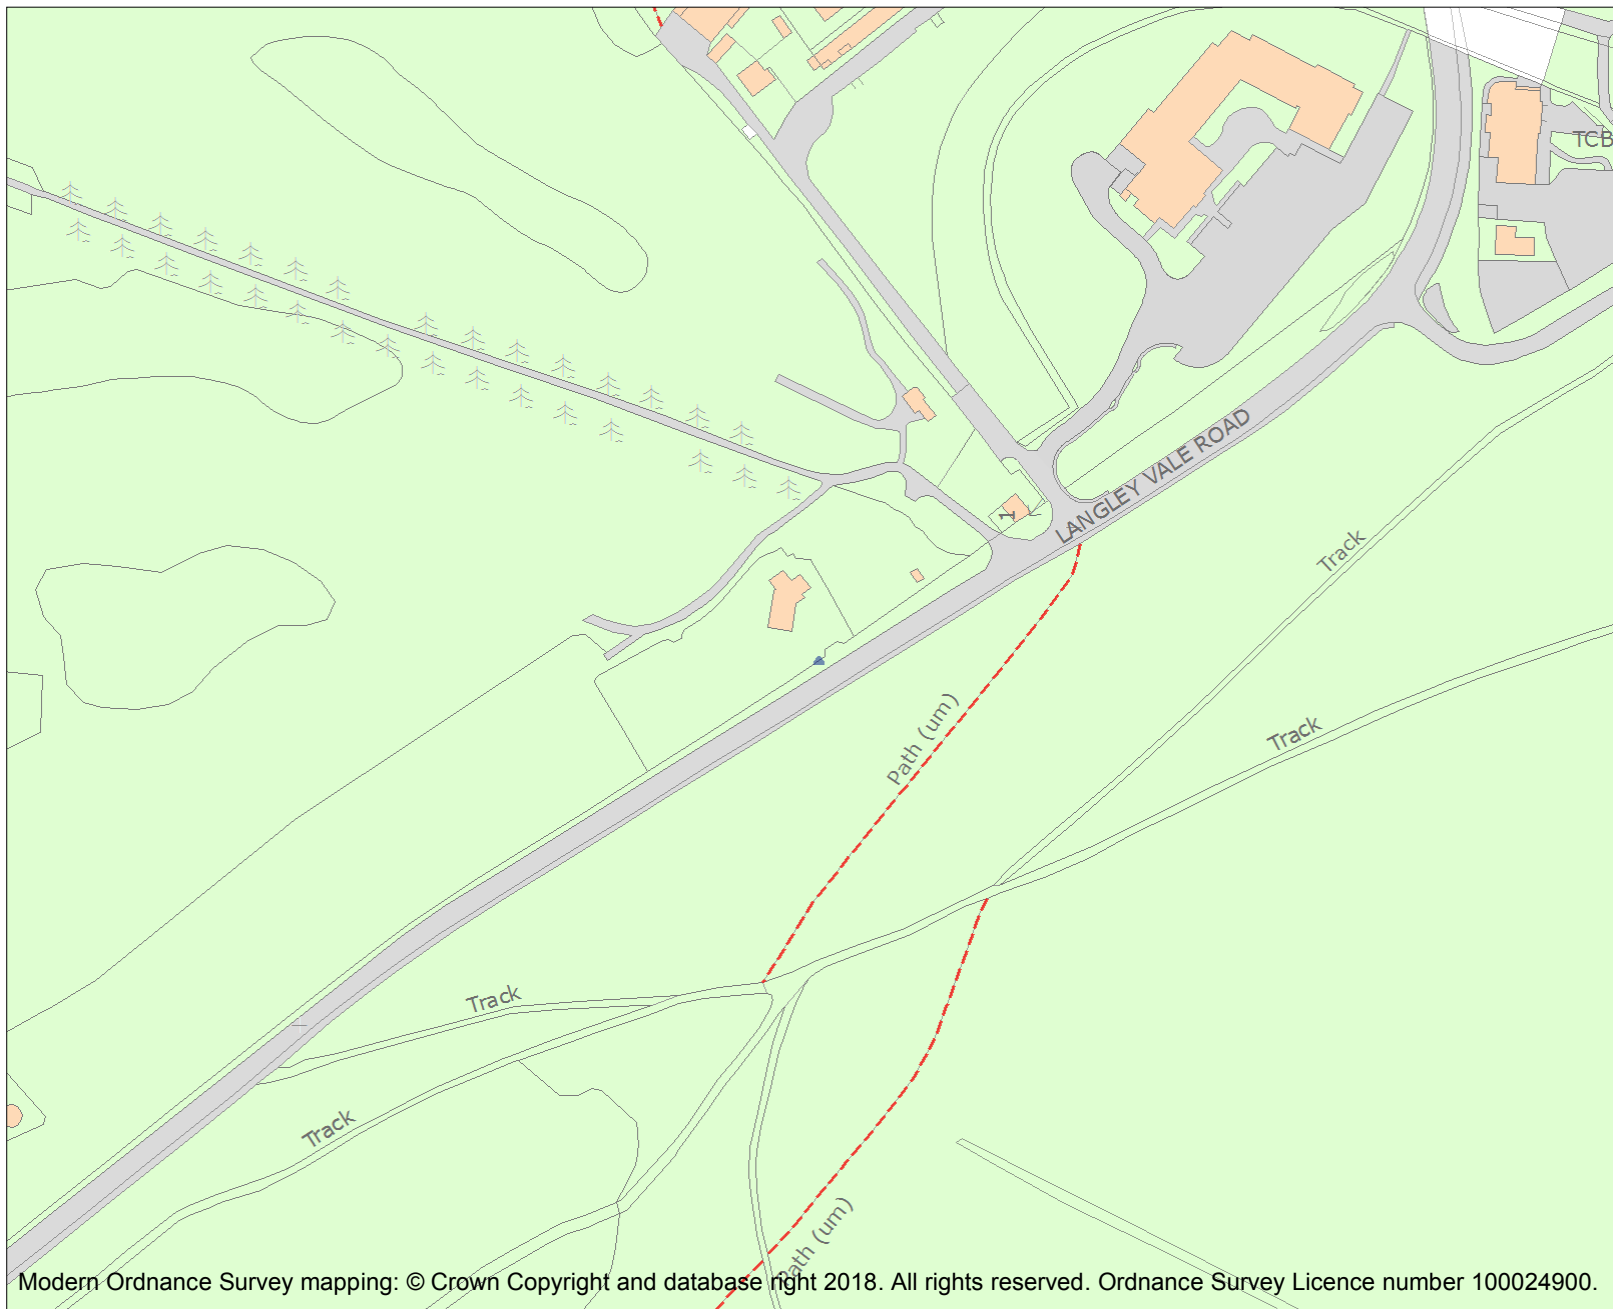 TCB
LANGLEY VALE ROAD
1
Track
Path (um)
Track
Track
Track
Path (um)
Modern Ordnance Survey mapping: © Crown Copyright and database right 2018. All rights reserved. Ordnance Survey Licence number 100024900.